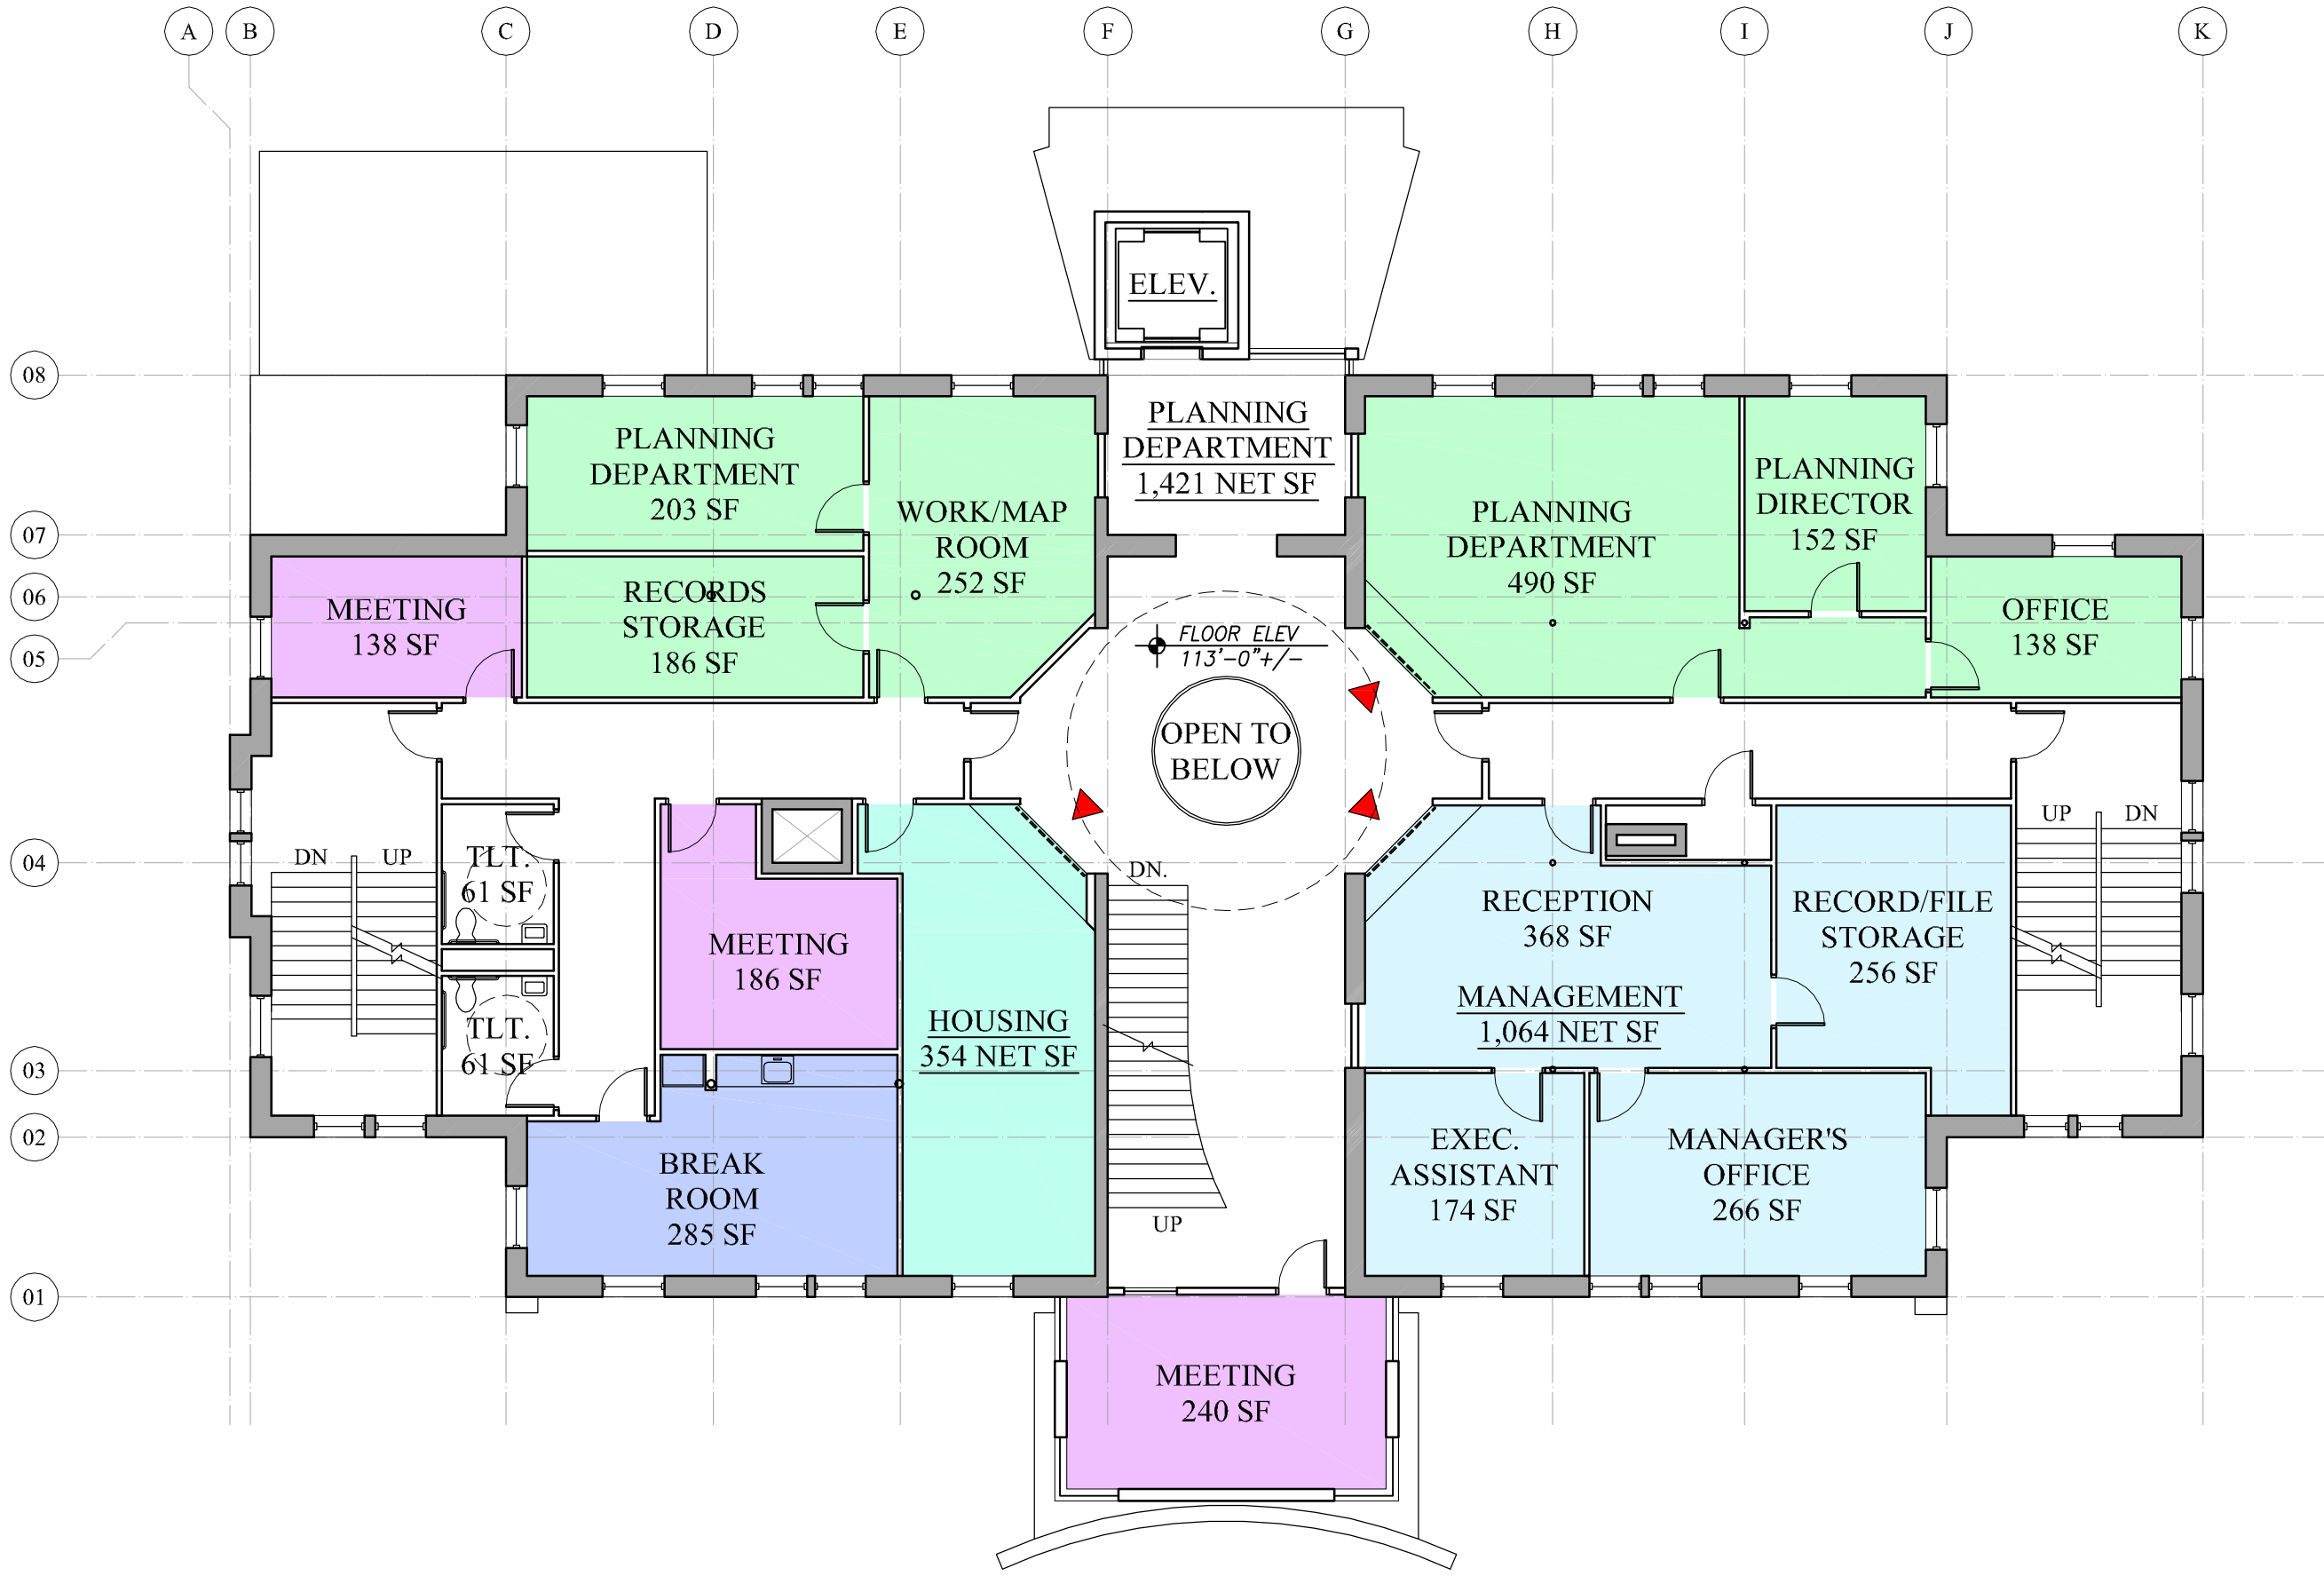 A
B
C
D
E
F
G
H
I
J
K
08
07
06
05
04
03
02
01
ELEV.
PLANNING
DEPARTMENT
1,421 NET SF
PLANNING
DEPARTMENT
203 SF
WORK/MAP
ROOM
252 SF
RECORDS
STORAGE
186 SF
MEETING
138 SF
PLANNING
DEPARTMENT
490 SF
PLANNING
DIRECTOR
152 SF
OFFICE
138 SF
FLOOR ELEV
113'-0"+/-
OPEN TO
BELOW
DN
UP
TLT.
61 SF
TLT.
61 SF
MEETING
186 SF
HOUSING
354 NET SF
BREAK
ROOM
285 SF
DN.
UP
RECEPTION
368 SF
MANAGEMENT
1,064 NET SF
RECORD/FILE
STORAGE
256 SF
UP
DN
EXEC.
ASSISTANT
174 SF
MANAGER'S
OFFICE
266 SF
MEETING
240 SF